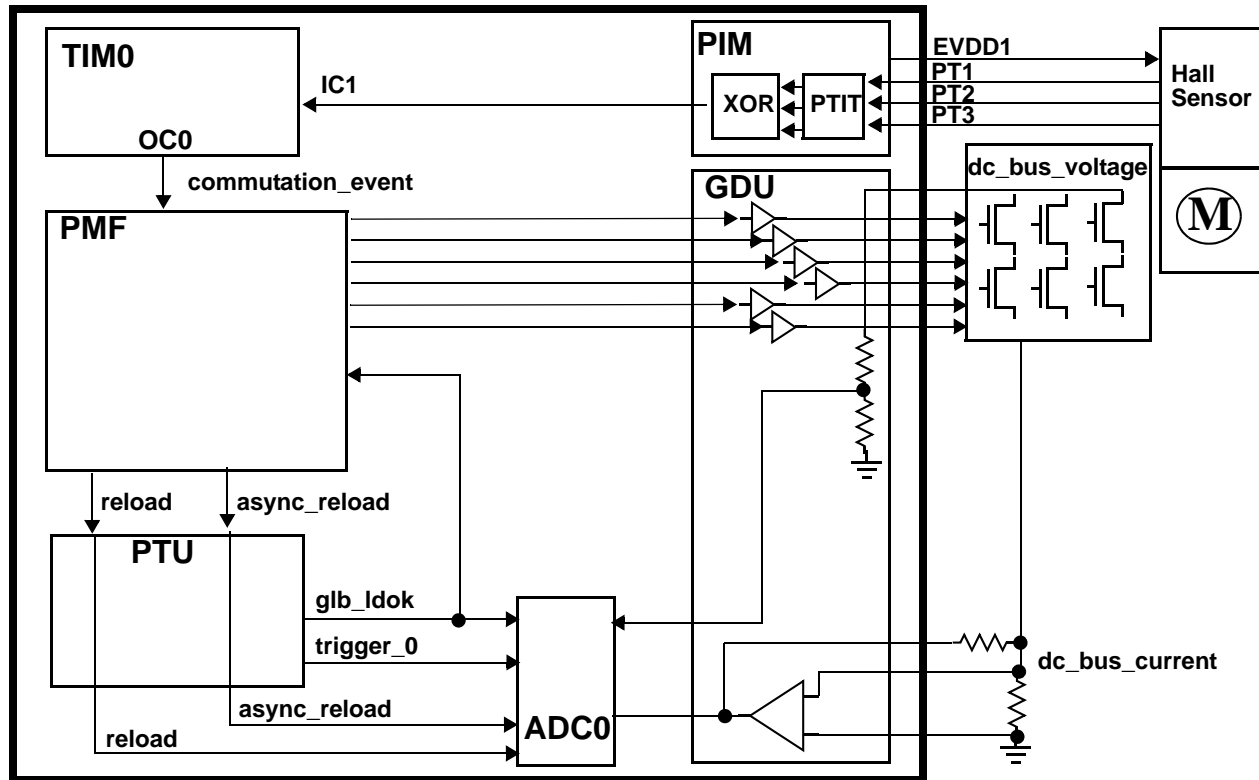 TIM0
OC0
IC1
PIM
XOR
PTIT
EVDD1
PT1
PT2
PT3
Hall
Sensor
commutation_event
PMF
GDU
dc_bus_voltage
M
reload
async_reload
PTU
glb_ldok
trigger_0
async_reload
reload
ADC0
dc_bus_current